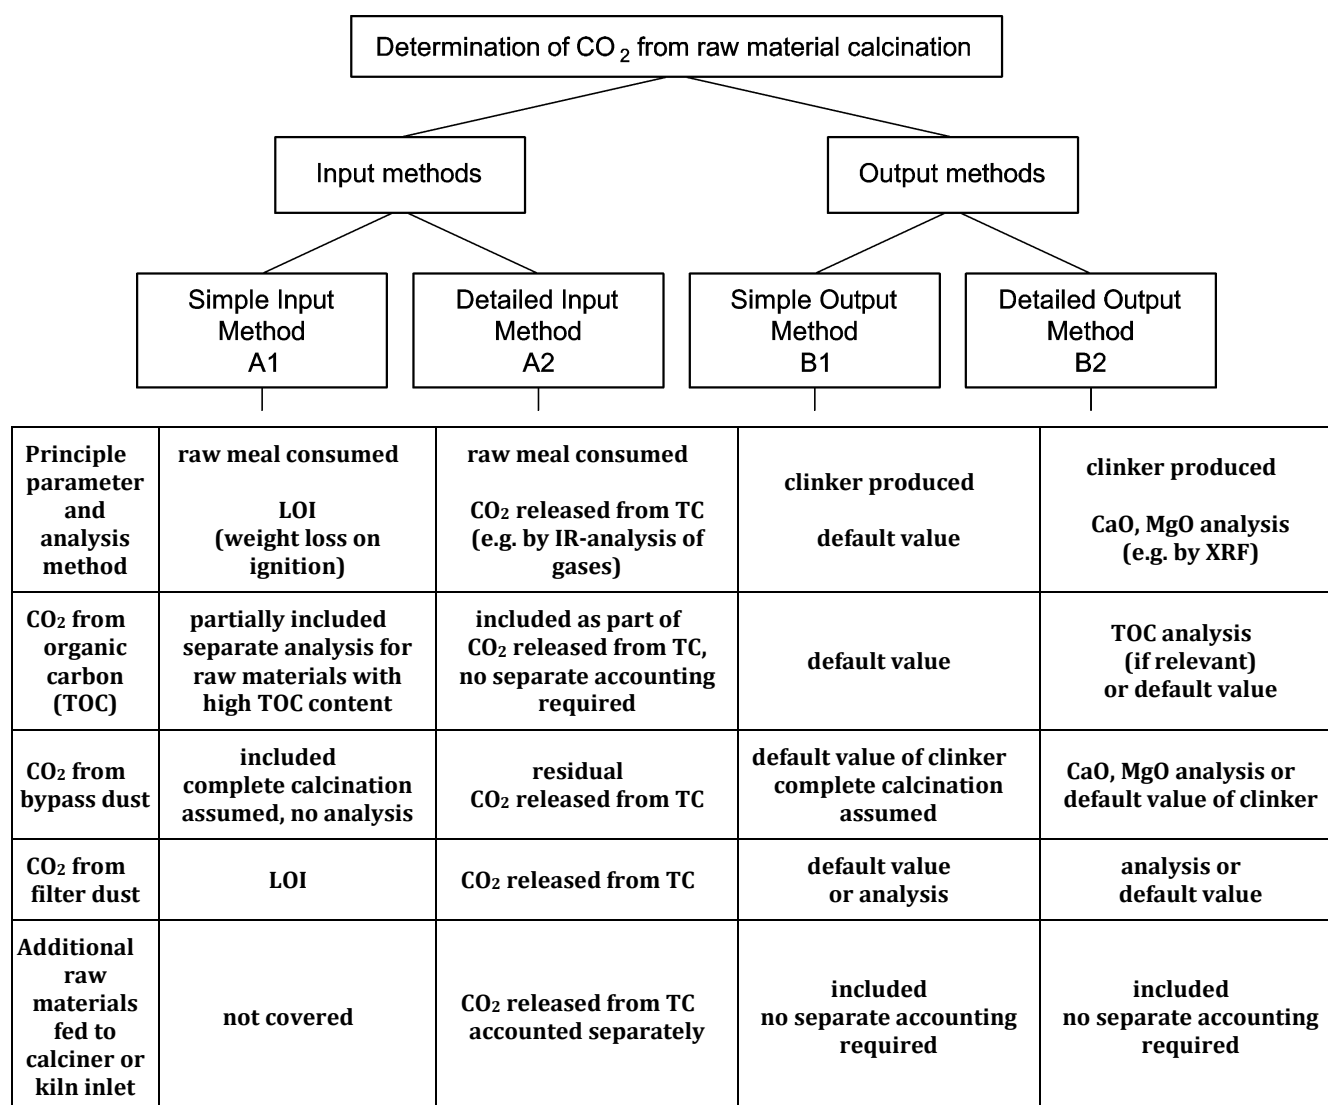 Determination of CO2 from raw material calcination
Input methods
Output methods
Simple Input
Method
A1
Detailed Input
Method
A2
Simple Output
Method
B1
Detailed Output
Method
B2
Principle
parameter
and
analysis
method
raw meal consumed
LOI
(weight loss on
ignition)
raw meal consumed
CO2 released from TC
(e.g. by IR-analysis of
gases)
clinker produced
default value
clinker produced
CaO, MgO analysis
(e.g. by XRF)
CO2 from
organic
carbon
(TOC)
partially included
separate analysis for
raw materials with
high TOC content
included as part of
CO2 released from TC,
no separate accounting
required
default value
TOC analysis
(if relevant)
or default value
CO2 from
bypass dust
included
complete calcination
assumed, no analysis
residual
CO2 released from TC
default value of clinker
complete calcination
assumed
CaO, MgO analysis or
default value of clinker
CO2 from
filter dust
LOI
CO2 released from TC
default value
or analysis
analysis or
default value
Additional
raw
materials
fed to
calciner or
kiln inlet
not covered
CO2 released from TC
accounted separately
included
no separate accounting
required
included
no separate accounting
required